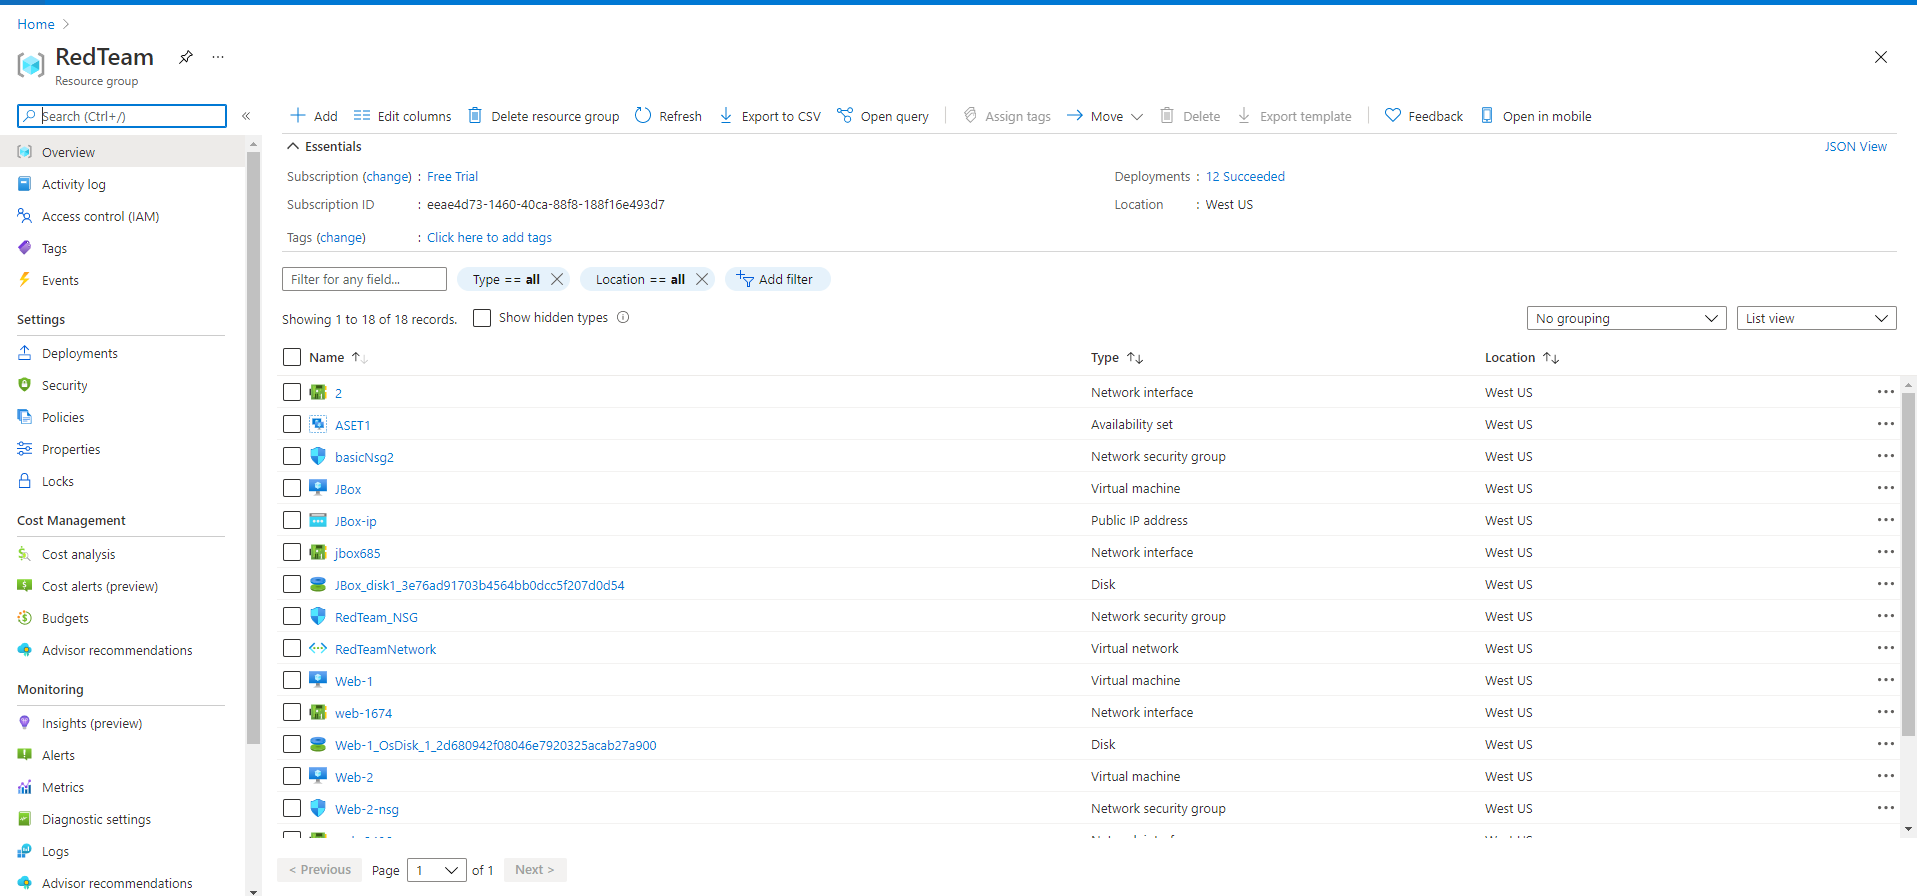 Home
RedTeam
Resource group
Search (Ctrl+/)
Overview
Activity log
Access control (IAM)
Tags
Events
Settings
Deployments
Security
Policies
Properties
Locks
Cost Management
Cost analysis
Cost alerts (preview)
Budgets
Advisor recommendations
Monitoring
Insights (preview)
Alerts
Metrics
Diagnostic settings
Logs
Advisor recommendations
Add Edit columns Delete resource group Refresh Export to CSV Open query Assign tags Move Delete Export template Feedback Open in mobile
Essentials JSON View
Subscription (change) : Free Trial Deployments : 12 Succeeded
Subscription ID : eeae4d73-1460-40ca-88f8-188f16e493d7 Location : West US
Tags (change) : Click here to add tags
Filter for any field... Type == all Location == all Add filter
Showing 1 to 18 of 18 records. Show hidden types No grouping List view
Name Type Location
2 Network interface West US
ASET1 Availability set West US
basicNsg2 Network security group West US
JBox Virtual machine West US
JBox-ip Public IP address West US
jbox685 Network interface West US
JBox_disk1_3e76ad91703b4564bb0dcc5f207d0d54 Disk West US
RedTeam_NSG Network security group West US
RedTeamNetwork Virtual network West US
Web-1 Virtual machine West US
web-1674 Network interface West US
Web-1_OsDisk_1_2d680942f08046e7920325acab27a900 Disk West US
Web-2 Virtual machine West US
Web-2-nsg Network security group West US
< Previous Page 1 of 1 Next >